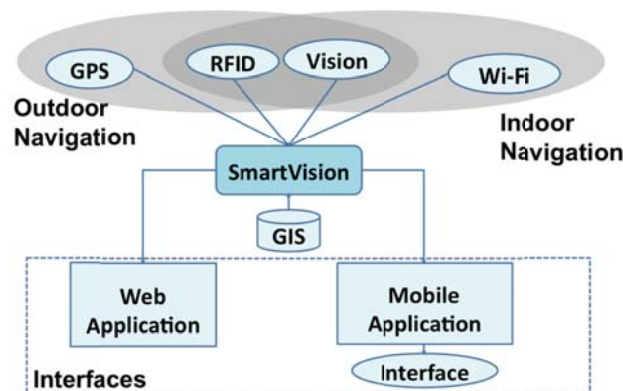 GPS
RFID
Vision
Wi-Fi
Outdoor
Navigation
Indoor
Navigation
SmartVision
GIS
Web
Application
Mobile
Application
Interface
Interfaces